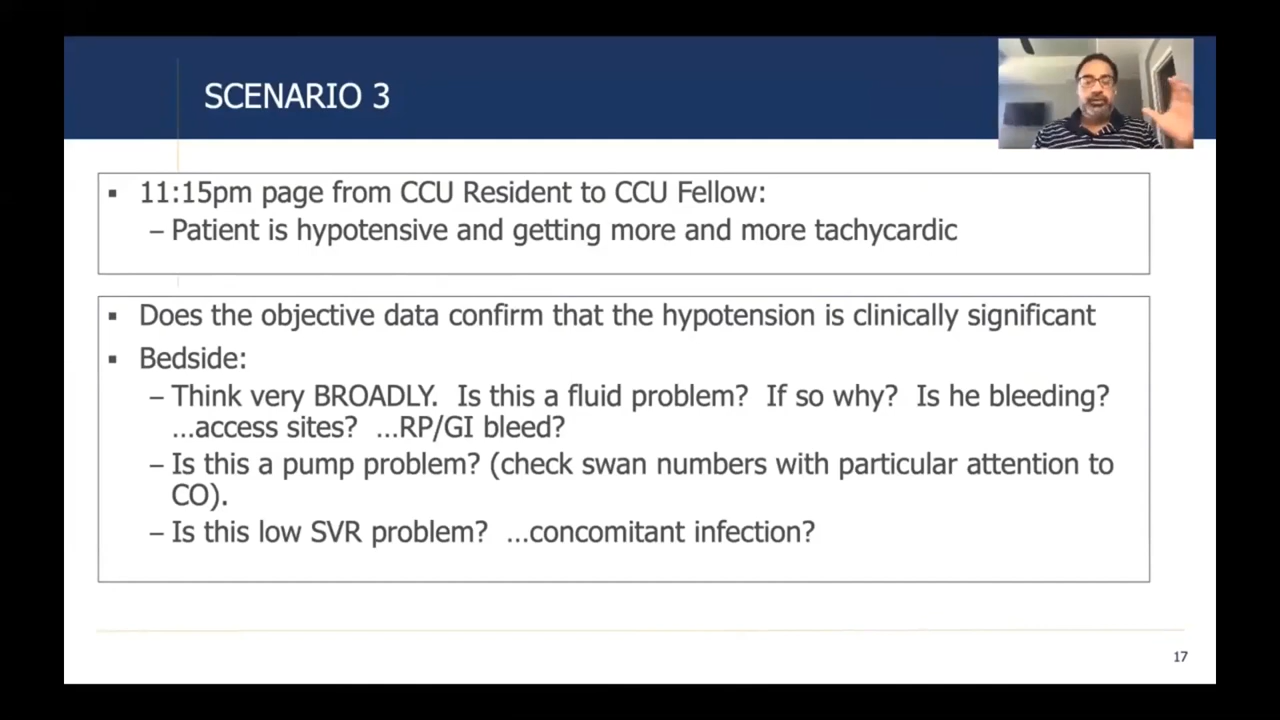 SCENARIO 3
▪ 11:15pm page from CCU Resident to CCU Fellow:
– Patient is hypotensive and getting more and more tachycardic
▪ Does the objective data confirm that the hypotension is clinically significant
▪ Bedside:
– Think very BROADLY. Is this a fluid problem? If so why? Is he bleeding?
...access sites? ...RP/GI bleed?
– Is this a pump problem? (check swan numbers with particular attention to
CO).
– Is this low SVR problem? ...concomitant infection?
17